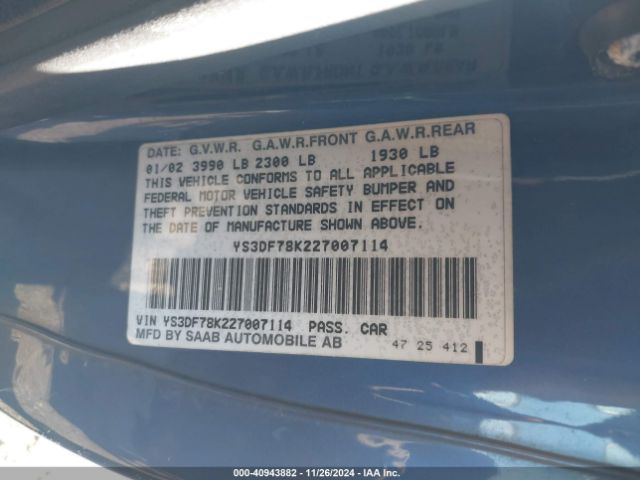 DATE: G.V.W.R. G.A.W.R.FRONT G.A.W.R.REAR
01/02 3990 LB 2300 LB 1930 LB
THIS VEHICLE CONFORMS TO ALL APPLICABLE
FEDERAL MOTOR VEHICLE SAFETY BUMPER AND
THEFT PREVENTION STANDARDS IN EFFECT ON
THE DATE OF MANUFACTURE SHOWN ABOVE.
YS3DF78K227007114
VIN YS3DF78K227007114 PASS. CAR
MFD BY SAAB AUTOMOBILE AB 47 25 412
000-40943882 - 11/26/2024 - IAA Inc.